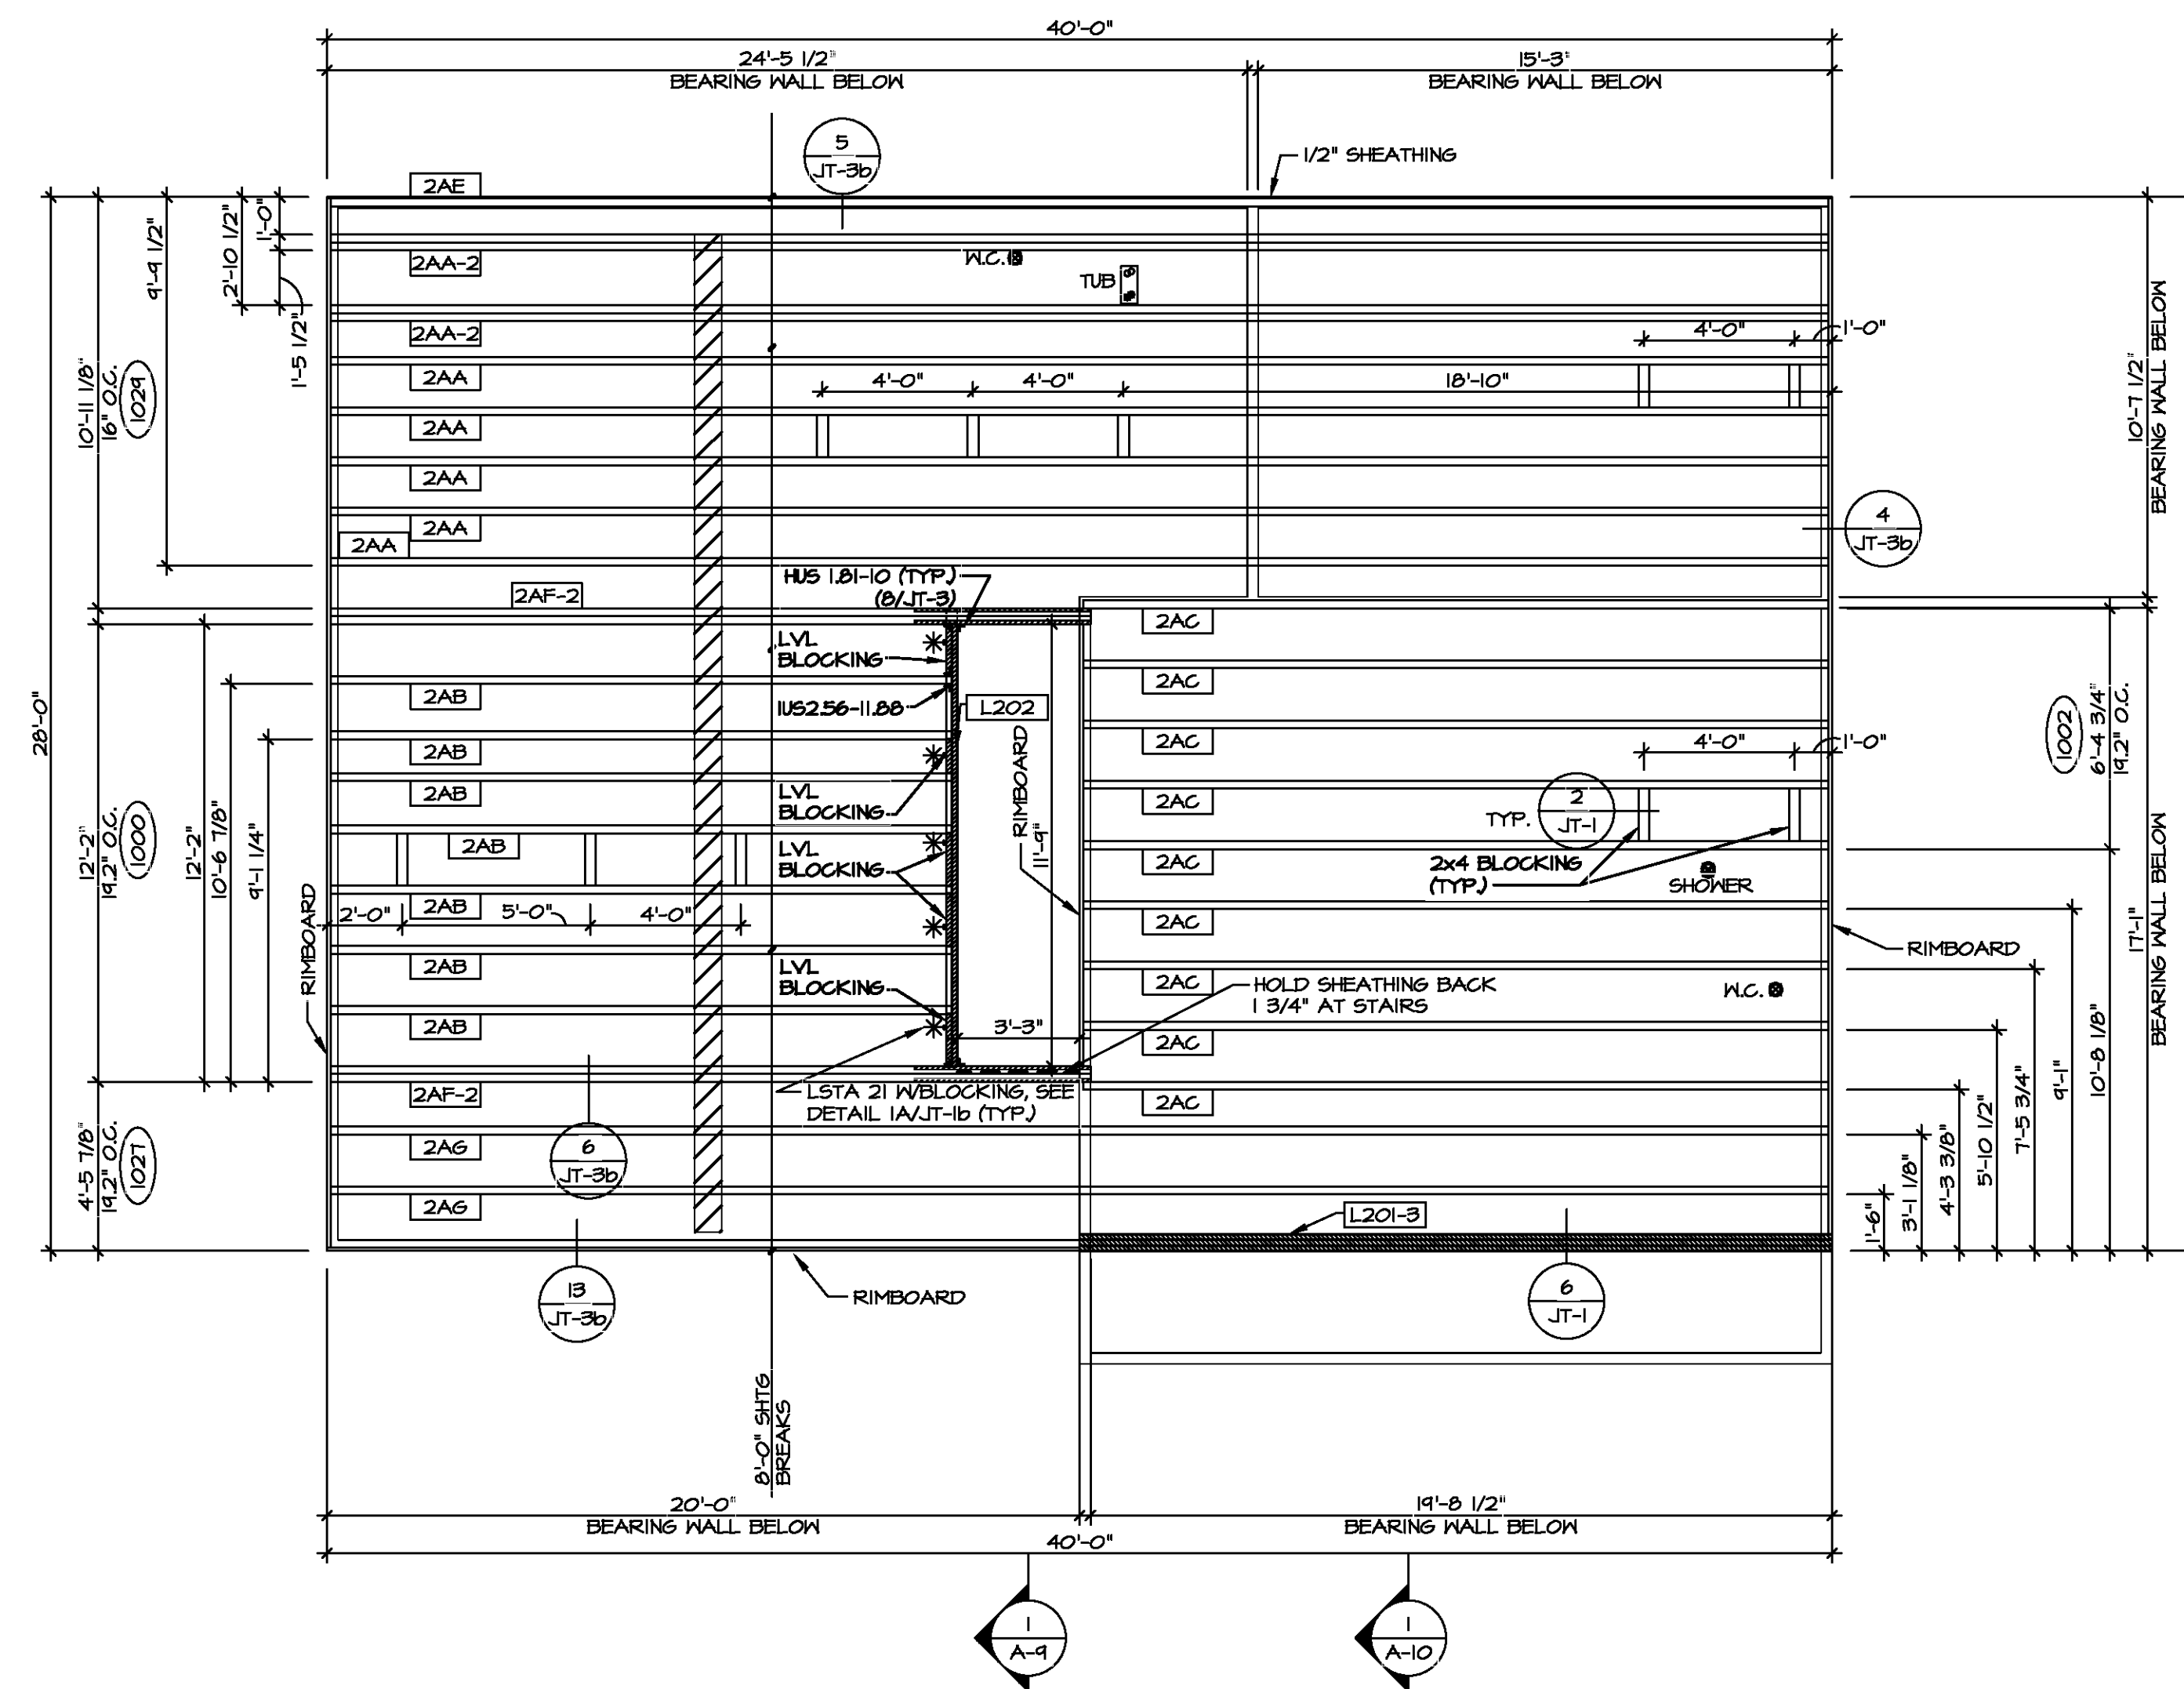 40'-0"
24'-5 1/2"
BEARING WALL BELOW
15'-3"
BEARING WALL BELOW
5
JT-3b
1/2" SHEATHING
2AE
1'-0"
2'-10 1/2"
9'-9 1/2"
1'-5 1/2"
10'-11 1/8"
16" O.C.
1029
28'-0"
2AA-2
W.C.
TUB
2AA-2
4'-0"
1'-0"
2AA
4'-0"
4'-0"
18'-10"
2AA
2AA
2AA
2AA
4
JT-3b
10'-7 1/2"
BEARING WALL BELOW
HUS 1.81-10 (TYP.)
(8/JT-3)
2AF-2
2AC
LVL
BLOCKING
2AB
2AC
IUS2.56-11.88
L202
RIMBOARD
11'-9"
2AB
2AC
4'-0"
1'-0"
1002
6'-4 3/4"
19.2" O.C.
2AB
LVL
BLOCKING
2AC
TYP.
2
JT-1
12'-2"
19.2" O.C.
1000
12'-2"
10'-6 7/8"
9'-1 1/4"
2AB
LVL
BLOCKING
2AC
2x4 BLOCKING
(TYP.)
SHOWER
2AB
2'-0"
5'-0"
4'-0"
2AC
RIMBOARD
RIMBOARD
17'-1"
BEARING WALL BELOW
2AB
LVL
BLOCKING
2AC
HOLD SHEATHING BACK
1 3/4" AT STAIRS
W.C.
2AB
3'-3"
2AC
2AF-2
LSTA 21 W/BLOCKING, SEE
DETAIL 1A/JT-1b (TYP.)
2AC
4'-5 7/8"
19.2" O.C.
1027
2AG
6
JT-3b
2AG
L201-3
1'-6"
3'-1 1/8"
4'-3 3/8"
5'-10 1/2"
7'-5 3/4"
9'-1"
10'-8 1/8"
13
JT-3b
RIMBOARD
6
JT-1
8'-0" SHTG
BREAKS
20'-0"
BEARING WALL BELOW
19'-8 1/2"
BEARING WALL BELOW
40'-0"
1
A-9
1
A-10